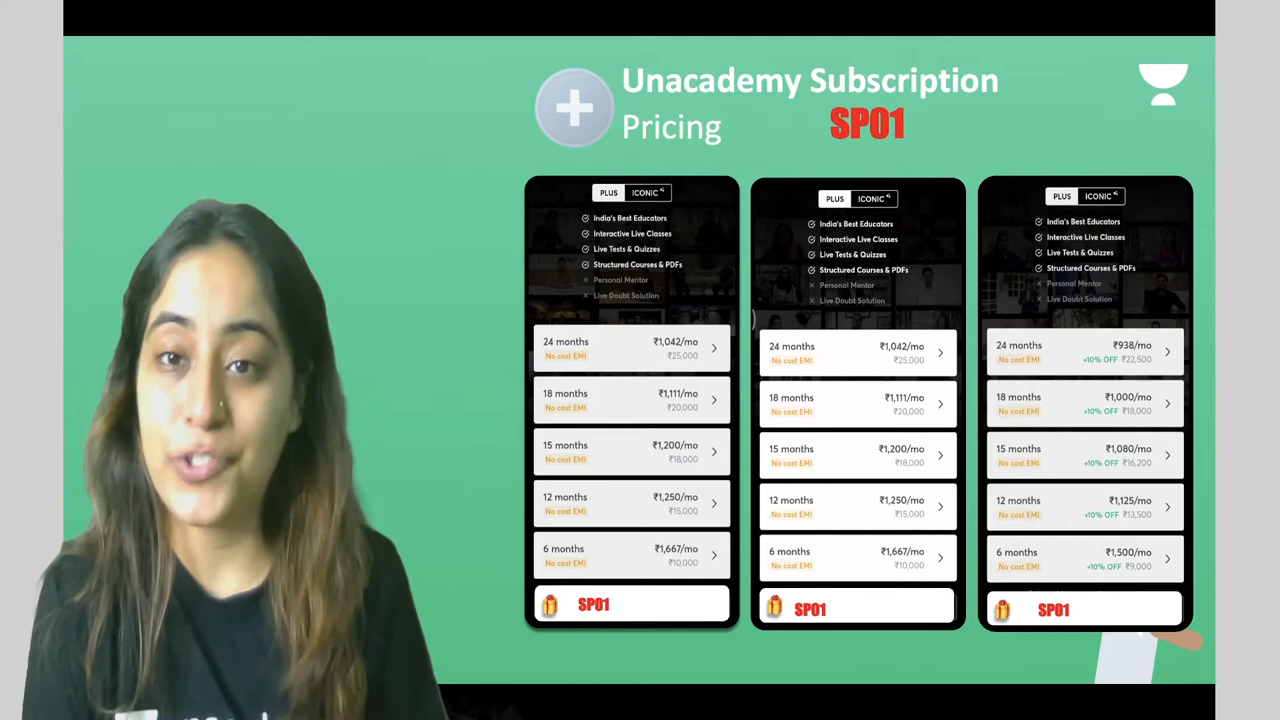 Unacademy Subscription
Pricing
SP01
PLUS ICONIC
India's Best Educators
Interactive Live Classes
Live Tests & Quizzes
Structured Courses & PDFs
Personal Mentor
Live Doubt Solution
24 months ₹1,042/mo
No cost EMI ₹25,000
18 months ₹1,111/mo
No cost EMI ₹20,000
15 months ₹1,200/mo
No cost EMI ₹18,000
12 months ₹1,250/mo
No cost EMI ₹15,000
6 months ₹1,667/mo
No cost EMI ₹10,000
SP01
PLUS ICONIC
India's Best Educators
Interactive Live Classes
Live Tests & Quizzes
Structured Courses & PDFs
Personal Mentor
Live Doubt Solution
24 months ₹1,042/mo
No cost EMI ₹25,000
18 months ₹1,111/mo
No cost EMI ₹20,000
15 months ₹1,200/mo
No cost EMI ₹18,000
12 months ₹1,250/mo
No cost EMI ₹15,000
6 months ₹1,667/mo
No cost EMI ₹10,000
SP01
PLUS ICONIC
India's Best Educators
Interactive Live Classes
Live Tests & Quizzes
Structured Courses & PDFs
Personal Mentor
Live Doubt Solution
24 months ₹938/mo
No cost EMI +10% OFF ₹22,500
18 months ₹1,000/mo
No cost EMI +10% OFF ₹18,000
15 months ₹1,080/mo
No cost EMI +10% OFF ₹16,200
12 months ₹1,125/mo
No cost EMI +10% OFF ₹13,500
6 months ₹1,500/mo
No cost EMI +10% OFF ₹9,000
SP01